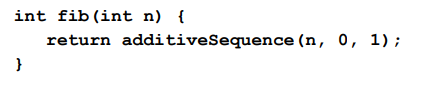 int fib(int n) {
   return additiveSequence(n, 0, 1);
}